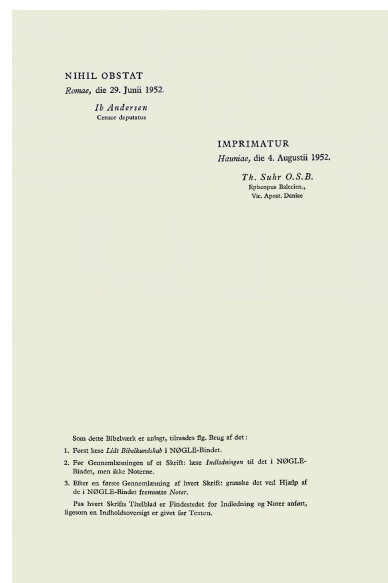 NIHIL OBSTAT
Romae, die 29. Junii 1952.
Ib Andersen
Censor deputatus
IMPRIMATUR
Hauniae, die 4. Augustii 1952.
Th. Suhr O.S.B.
Episcopus Balecien.,
Vic. Apost. Daniae
Som dette Bibelværk er anlagt, tilraades flg. Brug af det:
1. Først læse Lidt Bibelkundskab i NØGLE-Bindet.
2. Før Gennemlæsningen af et Skrift: læse Indledningen til det i NØGLE-
Bindet, men ikke Noterne.
3. Efter en første Gennemlæsning af hvert Skrift: granske det ved Hjælp af
de i NØGLE-Bindet fremsatte Noter.
Paa hvert Skrifts Titelblad er Findestedet for Indledning og Noter anført,
ligesom en Indholdsoversigt er givet før Texten.